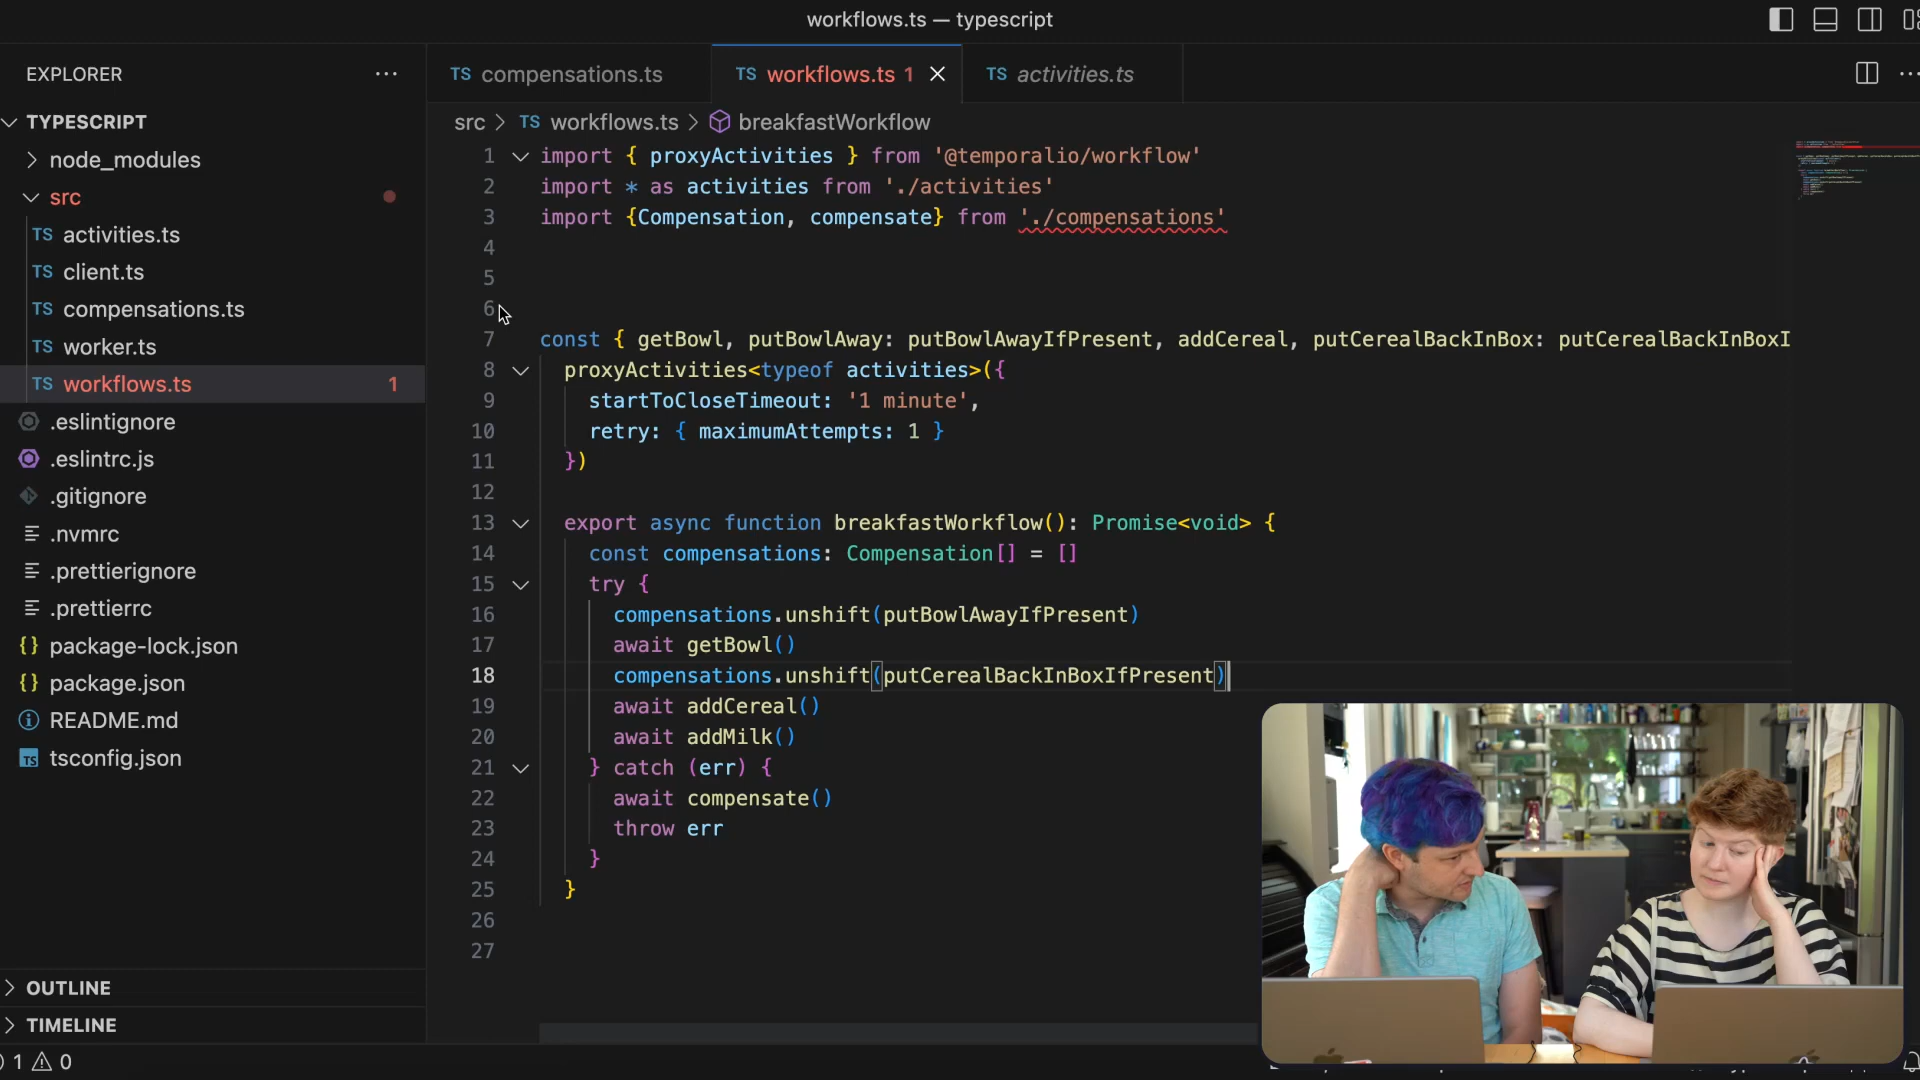 workflows.ts — typescript
EXPLORER
TS compensations.ts
TS workflows.ts 1
TS activities.ts
TYPESCRIPT
node_modules
src
TS activities.ts
TS client.ts
TS compensations.ts
TS worker.ts
TS workflows.ts 1
.eslintignore
.eslintrc.js
.gitignore
.nvmrc
.prettierignore
.prettierrc
{} package-lock.json
{} package.json
README.md
TS tsconfig.json
OUTLINE
TIMELINE
1 0
src > TS workflows.ts > breakfastWorkflow
1 import { proxyActivities } from '@temporalio/workflow'
2 import * as activities from './activities'
3 import {Compensation, compensate} from './compensations'
4
5
6
7 const { getBowl, putBowlAway: putBowlAwayIfPresent, addCereal, putCerealBackInBox: putCerealBackInBoxI
8 proxyActivities<typeof activities>({
9 startToCloseTimeout: '1 minute',
10 retry: { maximumAttempts: 1 }
11 })
12
13 export async function breakfastWorkflow(): Promise<void> {
14 const compensations: Compensation[] = []
15 try {
16 compensations.unshift(putBowlAwayIfPresent)
17 await getBowl()
18 compensations.unshift(putCerealBackInBoxIfPresent)
19 await addCereal()
20 await addMilk()
21 } catch (err) {
22 await compensate()
23 throw err
24 }
25 }
26
27